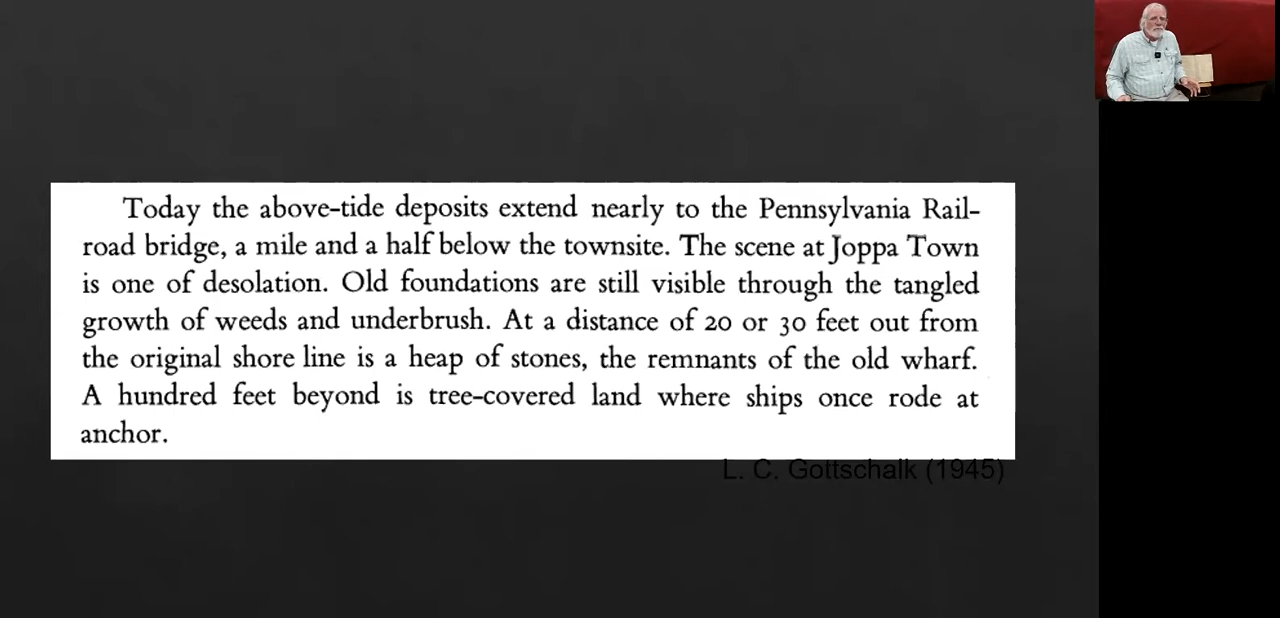 Today the above-tide deposits extend nearly to the Pennsylvania Rail-
road bridge, a mile and a half below the townsite. The scene at Joppa Town
is one of desolation. Old foundations are still visible through the tangled
growth of weeds and underbrush. At a distance of 20 or 30 feet out from
the original shore line is a heap of stones, the remnants of the old wharf.
A hundred feet beyond is tree-covered land where ships once rode at
anchor.
L. C. Gottschalk (1945)